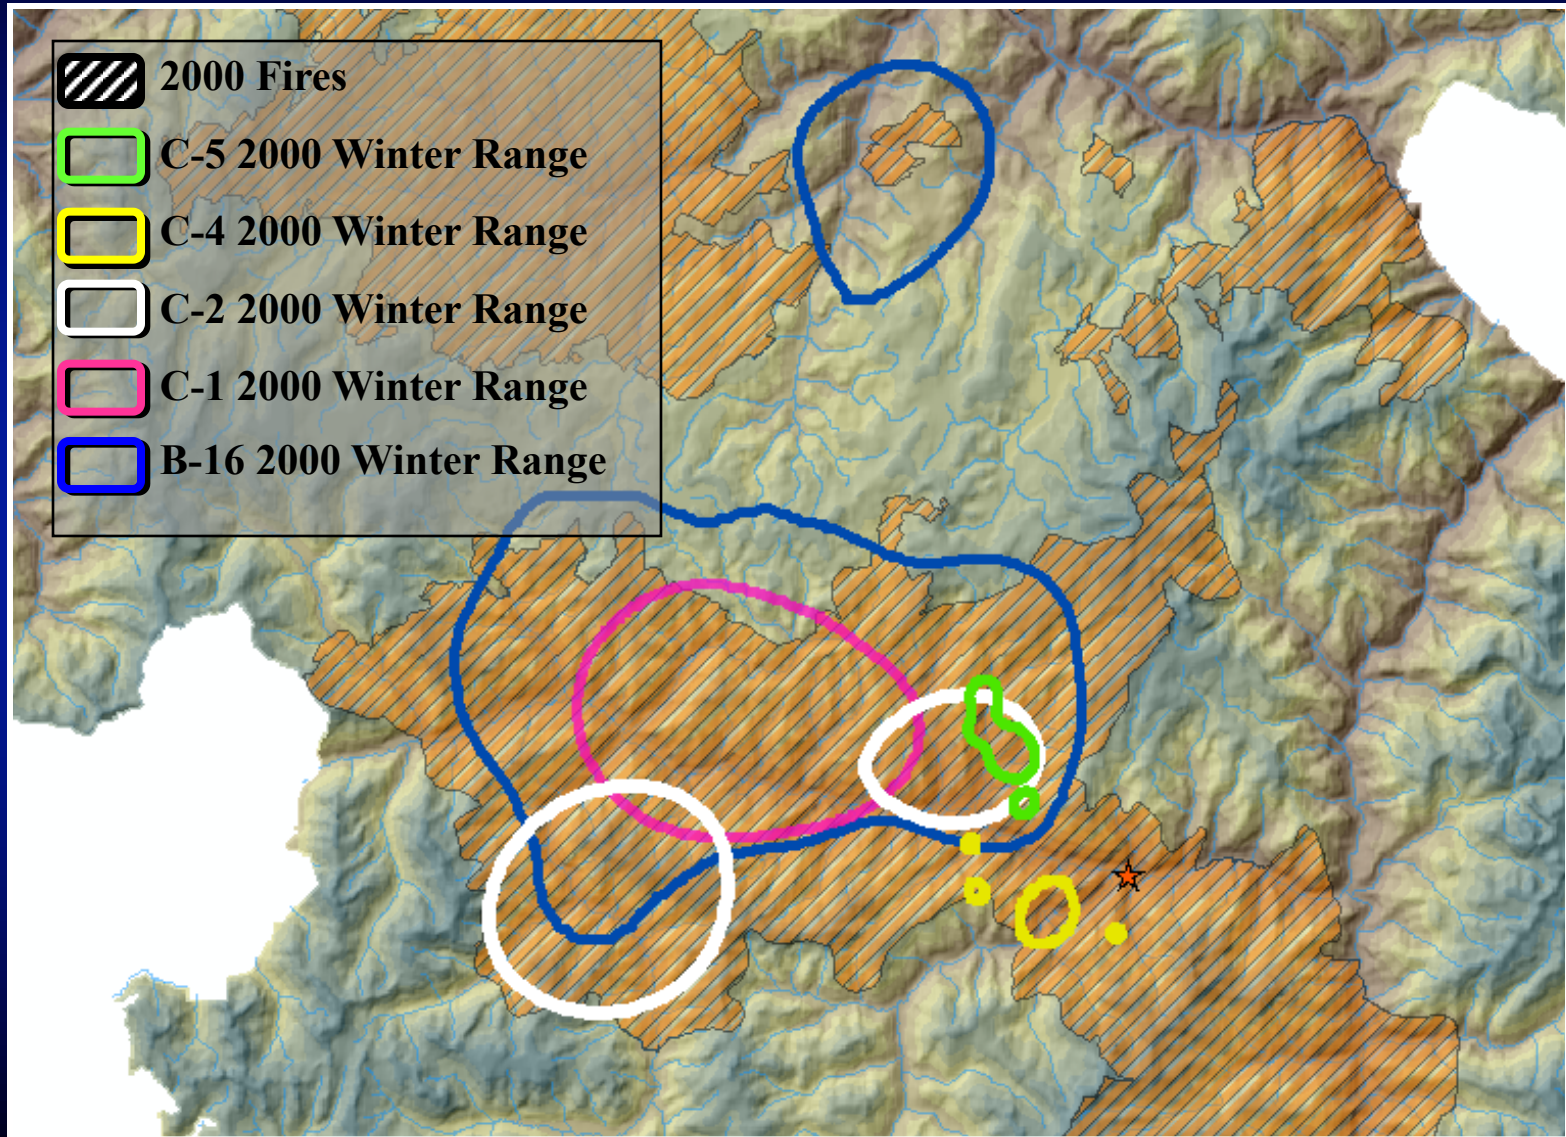 2000 Fires
C-5 2000 Winter Range
C-4 2000 Winter Range
C-2 2000 Winter Range
C-1 2000 Winter Range
B-16 2000 Winter Range